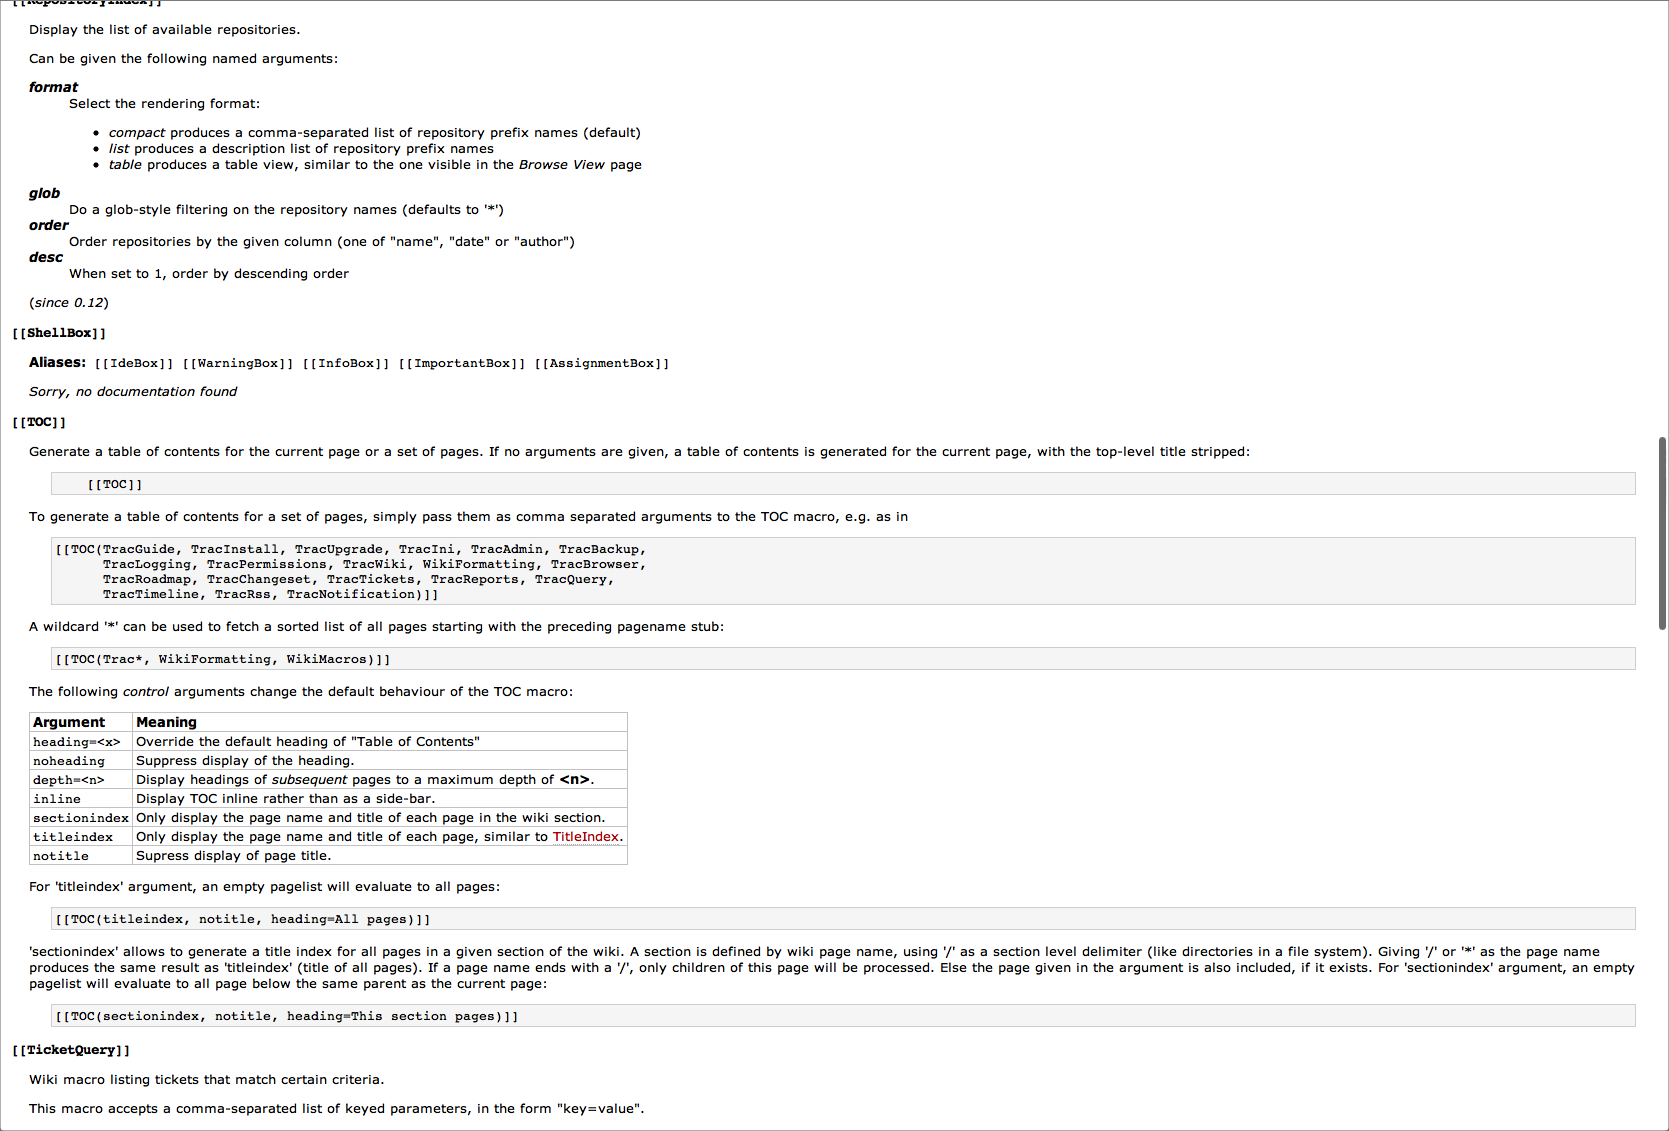 [[RepositoryIndex]]
Display the list of available repositories.
Can be given the following named arguments:
format
Select the rendering format:
• compact produces a comma-separated list of repository prefix names (default)
• list produces a description list of repository prefix names
• table produces a table view, similar to the one visible in the Browse View page
glob
Do a glob-style filtering on the repository names (defaults to '*')
order
Order repositories by the given column (one of "name", "date" or "author")
desc
When set to 1, order by descending order
(since 0.12)
[[ShellBox]]
Aliases: [[IdeBox]] [[WarningBox]] [[InfoBox]] [[ImportantBox]] [[AssignmentBox]]
Sorry, no documentation found
[[TOC]]
Generate a table of contents for the current page or a set of pages. If no arguments are given, a table of contents is generated for the current page, with the top-level title stripped:
[[TOC]]
To generate a table of contents for a set of pages, simply pass them as comma separated arguments to the TOC macro, e.g. as in
[[TOC(TracGuide, TracInstall, TracUpgrade, TracIni, TracAdmin, TracBackup,
TracLogging, TracPermissions, TracWiki, WikiFormatting, TracBrowser,
TracRoadmap, TracChangeset, TracTickets, TracReports, TracQuery,
TracTimeline, TracRss, TracNotification)]]
A wildcard '*' can be used to fetch a sorted list of all pages starting with the preceding pagename stub:
[[TOC(Trac*, WikiFormatting, WikiMacros)]]
The following control arguments change the default behaviour of the TOC macro:
Argument Meaning
heading=<x> Override the default heading of "Table of Contents"
noheading Suppress display of the heading.
depth=<n> Display headings of subsequent pages to a maximum depth of <n>.
inline Display TOC inline rather than as a side-bar.
sectionindex Only display the page name and title of each page in the wiki section.
titleindex Only display the page name and title of each page, similar to TitleIndex.
notitle Supress display of page title.
For 'titleindex' argument, an empty pagelist will evaluate to all pages:
[[TOC(titleindex, notitle, heading=All pages)]]
'sectionindex' allows to generate a title index for all pages in a given section of the wiki. A section is defined by wiki page name, using '/' as a section level delimiter (like directories in a file system). Giving '/' or '*' as the page name
produces the same result as 'titleindex' (title of all pages). If a page name ends with a '/', only children of this page will be processed. Else the page given in the argument is also included, if it exists. For 'sectionindex' argument, an empty
pagelist will evaluate to all page below the same parent as the current page:
[[TOC(sectionindex, notitle, heading=This section pages)]]
[[TicketQuery]]
Wiki macro listing tickets that match certain criteria.
This macro accepts a comma-separated list of keyed parameters, in the form "key=value".